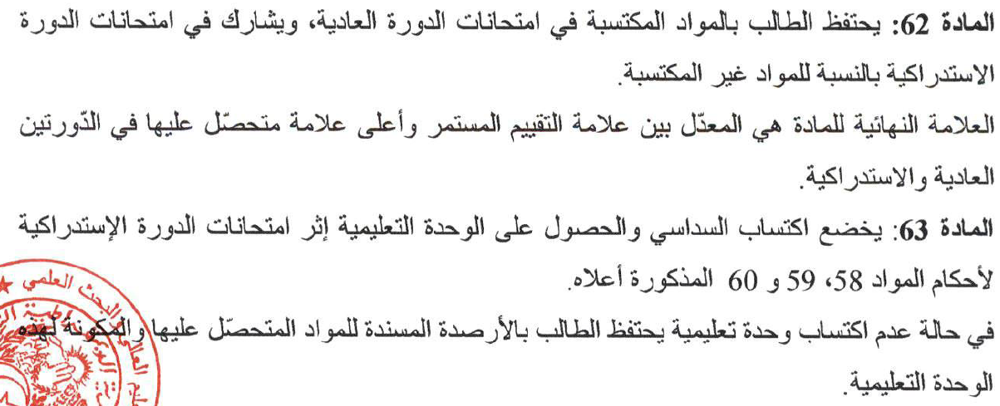 المادة 62: يحتفظ الطالب بالمواد المكتسبة في امتحانات الدورة العادية، ويشارك في امتحانات الدورة
الاستدراكية بالنسبة للمواد غير المكتسبة.
العلامة النهائية للمادة هي المعدّل بين علامة التقييم المستمر وأعلى علامة متحصّل عليها في الدّورتين
العادية والاستدراكية.
المادة 63: يخضع اكتساب السداسي والحصول على الوحدة التعليمية إثر امتحانات الدورة الإستدراكية
لأحكام المواد 58، 59 و 60 المذكورة أعلاه.
في حالة عدم اكتساب وحدة تعليمية يحتفظ الطالب بالأرصدة المسندة للمواد المتحصّل عليها والمكونة لهذه
الوحدة التعليمية.
والبحث العلمي